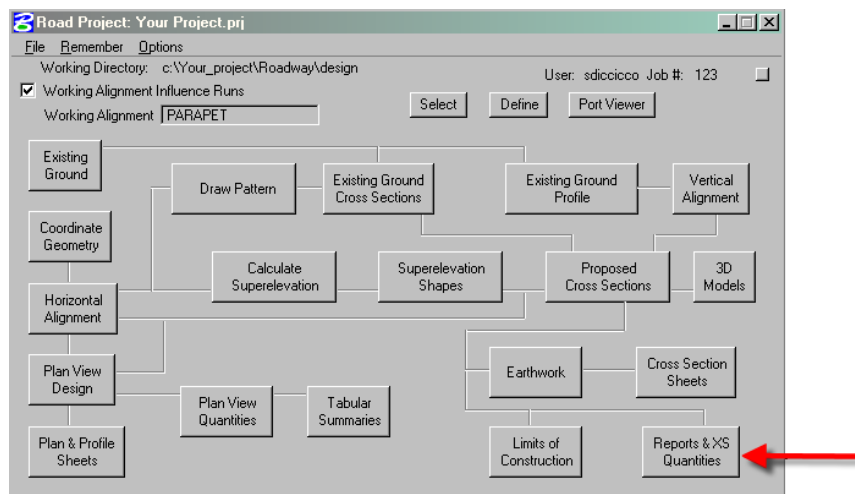 Road Project: Your Project.prj
File Remember Options
Working Directory: c:\Your_project\Roadway\design
User: sdiccicco Job #: 123
Working Alignment Influence Runs
Select Define Port Viewer
Working Alignment PARAPET
Existing
Ground
Draw Pattern
Existing Ground
Cross Sections
Existing Ground
Profile
Vertical
Alignment
Coordinate
Geometry
Calculate
Superelevation
Superelevation
Shapes
Proposed
Cross Sections
3D
Models
Horizontal
Alignment
Plan View
Design
Earthwork
Cross Section
Sheets
Plan View
Quantities
Tabular
Summaries
Plan & Profile
Sheets
Limits of
Construction
Reports & XS
Quantities